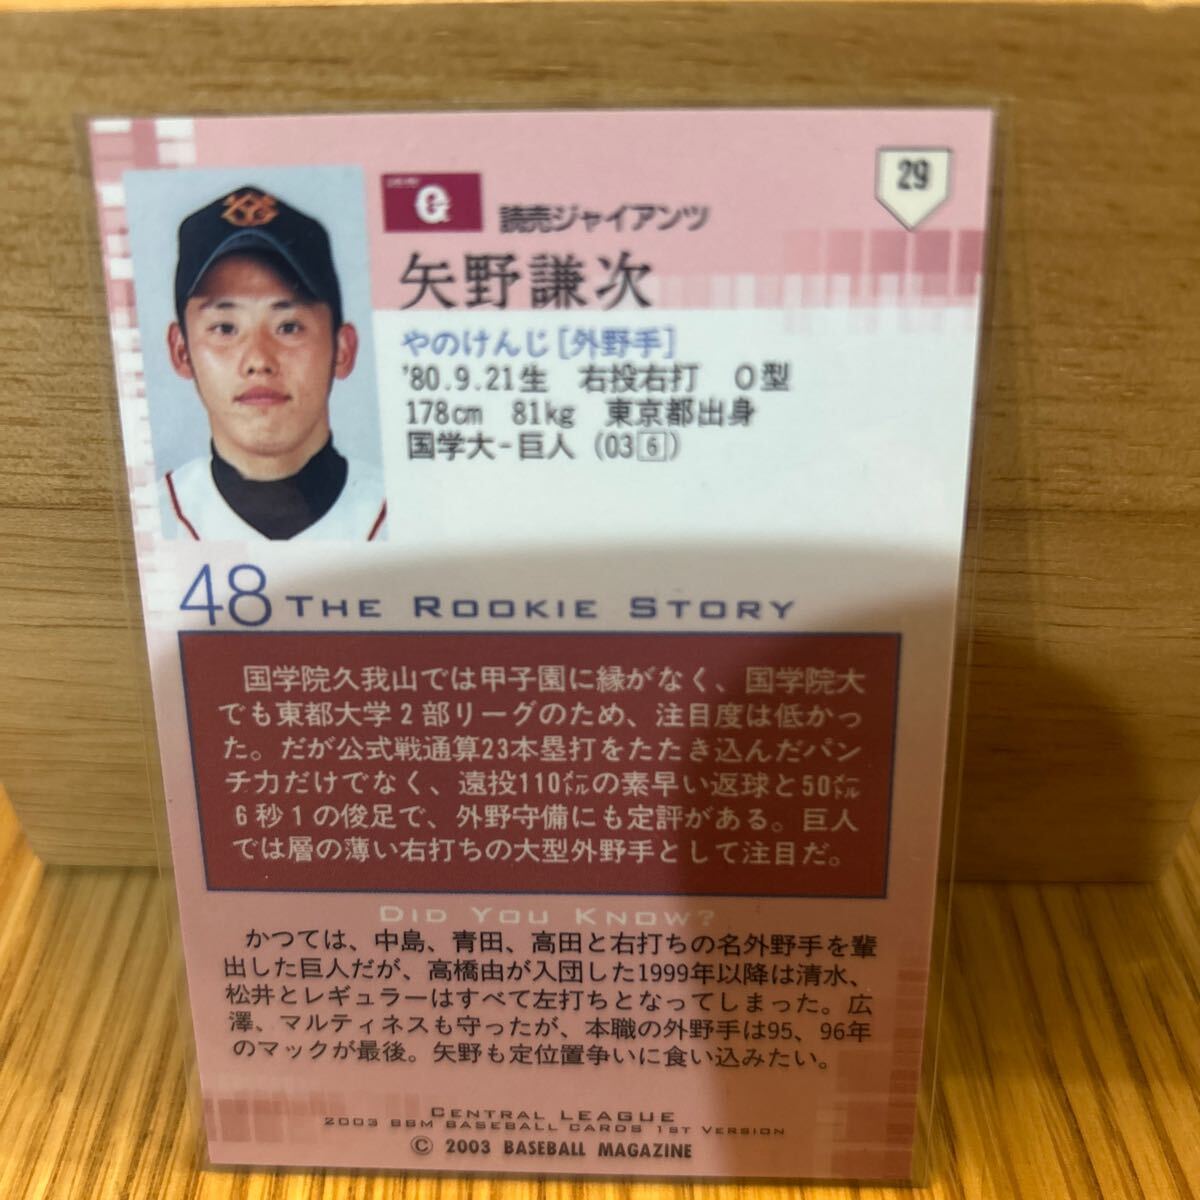 29
YG
G
読売ジャイアンツ
矢野謙次
やのけんじ[外野手]
'80.9.21生 右投右打 O型
178cm 81kg 東京都出身
国学大-巨人 (03 6)
48 THE ROOKIE STORY
国学院久我山では甲子園に縁がなく、国学院大
でも東都大学2部リーグのため、注目度は低かっ
た。だが公式戦通算23本塁打をたたき込んだパン
チ力だけでなく、遠投110㍍の素早い返球と50㍍
6秒1の俊足で、外野守備にも定評がある。巨人
では層の薄い右打ちの大型外野手として注目だ。
DID YOU KNOW?
かつては、中島、青田、高田と右打ちの名外野手を輩
出した巨人だが、高橋由が入団した1999年以降は清水、
松井とレギュラーはすべて左打ちとなってしまった。広
澤、マルティネスも守ったが、本職の外野手は95、96年
のマックが最後。矢野も定位置争いに食い込みたい。
CENTRAL LEAGUE
2003 BBM BASEBALL CARDS 1ST VERSION
© 2003 BASEBALL MAGAZINE